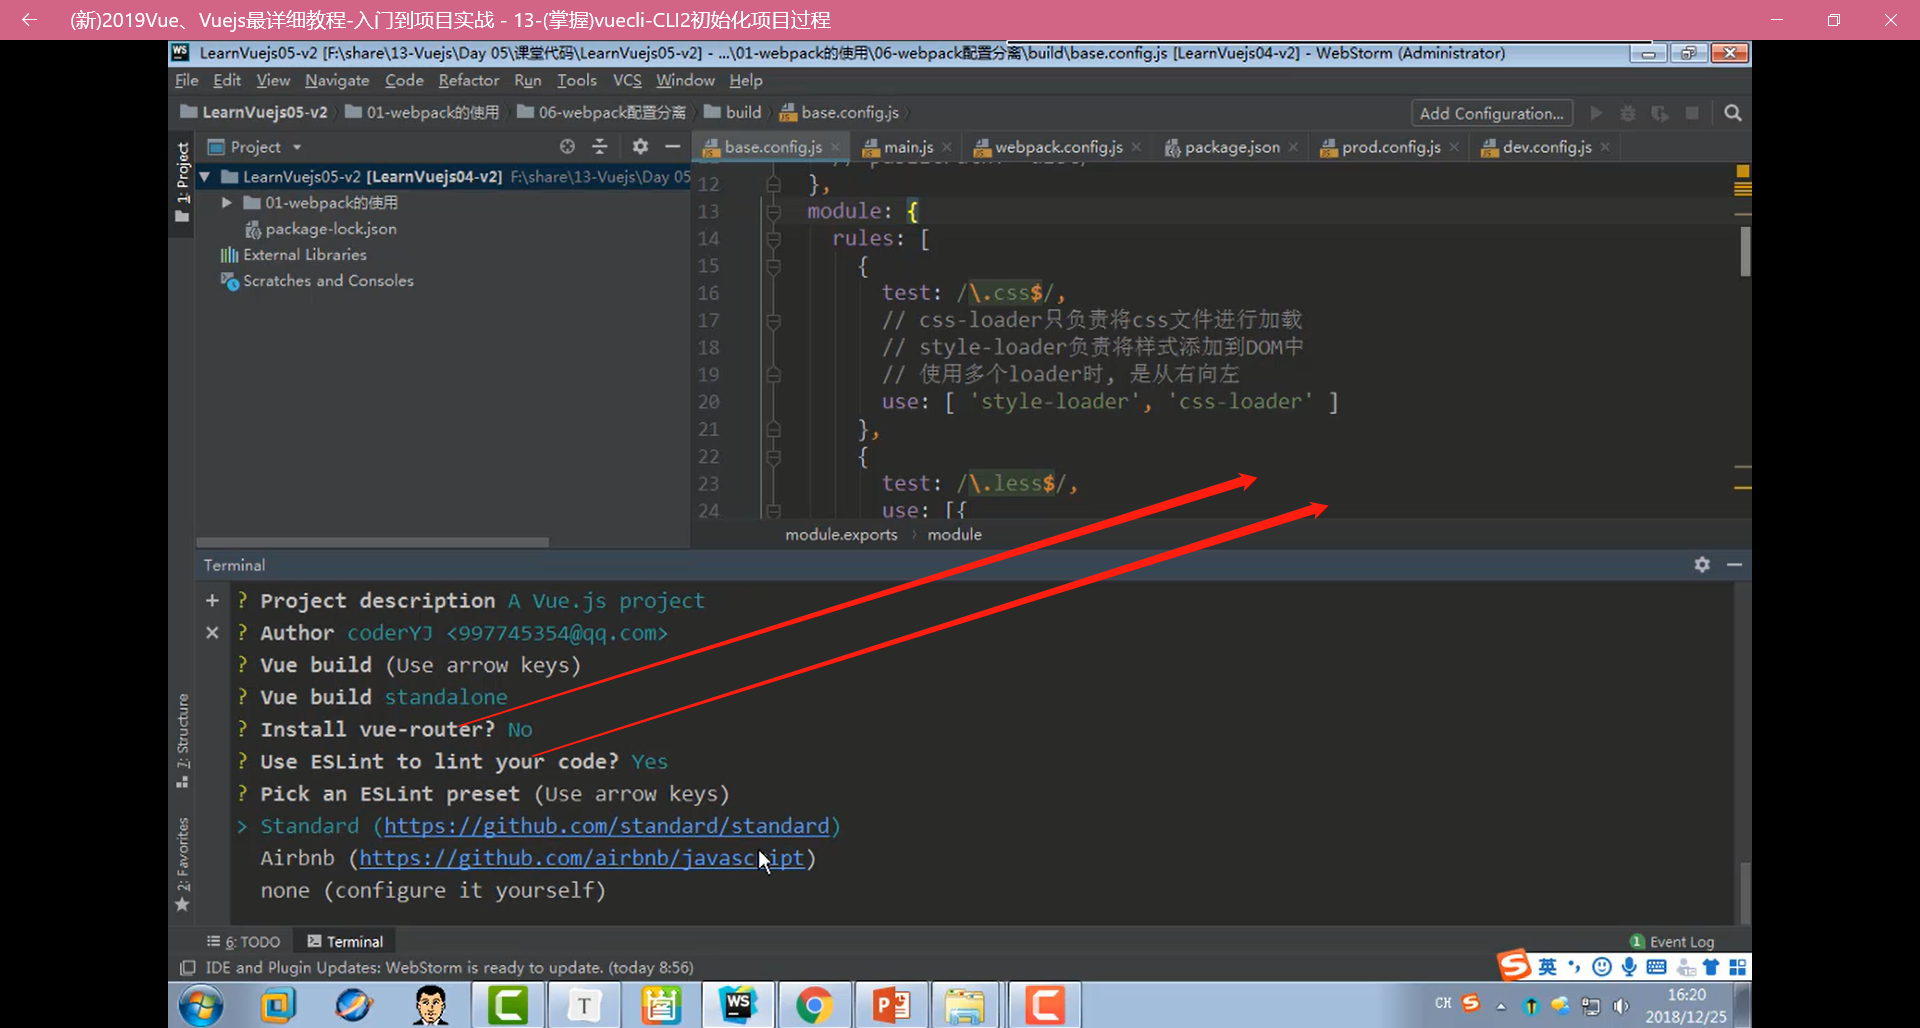 (新)2019Vue、Vuejs最详细教程-入门到项目实战 - 13-(掌握)vuecli-CLI2初始化项目过程
WS LearnVuejs05-v2 [F:\share\13-Vuejs\Day 05\课堂代码\LearnVuejs05-v2] - ...\01-webpack的使用\06-webpack配置分离\build\base.config.js [LearnVuejs04-v2] - WebStorm (Administrator)
File Edit View Navigate Code Refactor Run Tools VCS Window Help
LearnVuejs05-v2 01-webpack的使用 06-webpack配置分离 build base.config.js Add Configuration...
1: Project
Project
base.config.js main.js webpack.config.js package.json prod.config.js dev.config.js
LearnVuejs05-v2 [LearnVuejs04-v2] F:\share\13-Vuejs\Day 05
01-webpack的使用
package-lock.json
External Libraries
Scratches and Consoles
12 },
13 module: {
14 rules: [
15 {
16 test: /\.css$/,
17 // css-loader只负责将css文件进行加载
18 // style-loader负责将样式添加到DOM中
19 // 使用多个loader时, 是从右向左
20 use: [ 'style-loader', 'css-loader' ]
21 },
22 {
23 test: /\.less$/,
24 use: [{
module.exports › module
Terminal
? Project description A Vue.js project
? Author coderYJ <997745354@qq.com>
? Vue build (Use arrow keys)
? Vue build standalone
? Install vue-router? No
? Use ESLint to lint your code? Yes
? Pick an ESLint preset (Use arrow keys)
> Standard (https://github.com/standard/standard)
Airbnb (https://github.com/airbnb/javascript)
none (configure it yourself)
7: Structure
2: Favorites
6: TODO Terminal 1 Event Log
IDE and Plugin Updates: WebStorm is ready to update. (today 8:56)
S 英
T WS P C
CH S 16:20
2018/12/25